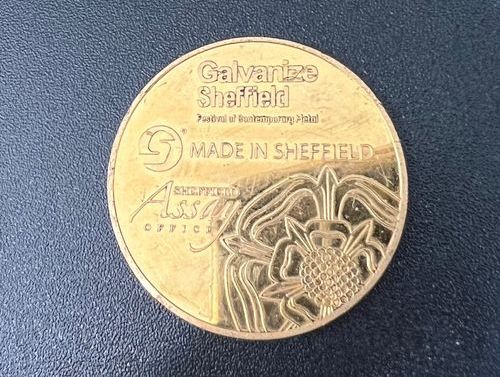 Galvanize
Sheffield
Festival of Contemporary Metal
MADE IN SHEFFIELD
SHEFFIELD
Assay
OFFICE